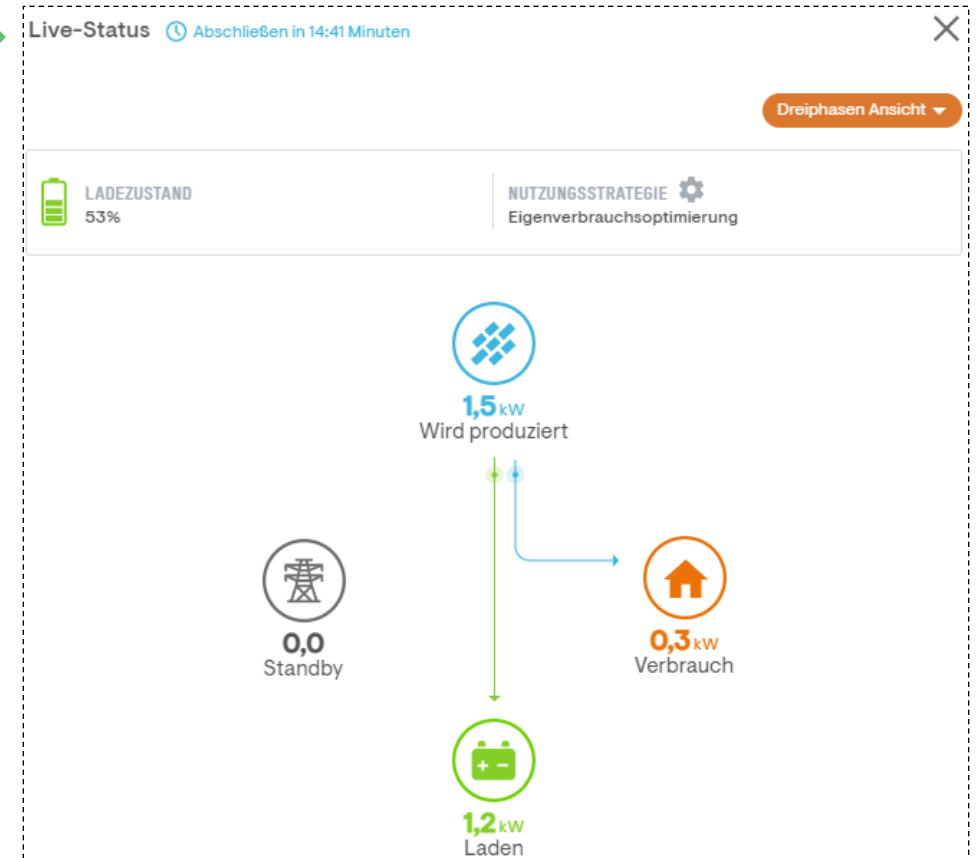 Live-Status Abschließen in 14:41 Minuten
Dreiphasen Ansicht
LADEZUSTAND
53%
NUTZUNGSSTRATEGIE
Eigenverbrauchsoptimierung
1,5 kW
Wird produziert
0,0
Standby
0,3 kW
Verbrauch
1,2 kW
Laden